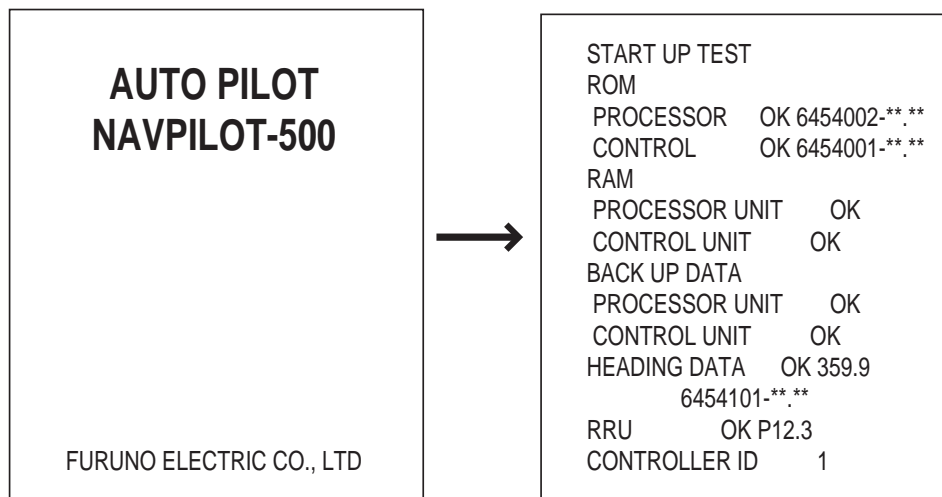 AUTO PILOT
NAVPILOT-500
FURUNO ELECTRIC CO., LTD
START UP TEST
ROM
PROCESSOR OK 6454002-**.**
CONTROL OK 6454001-**.**
RAM
PROCESSOR UNIT OK
CONTROL UNIT OK
BACK UP DATA
PROCESSOR UNIT OK
CONTROL UNIT OK
HEADING DATA OK 359.9
6454101-**.**
RRU OK P12.3
CONTROLLER ID 1